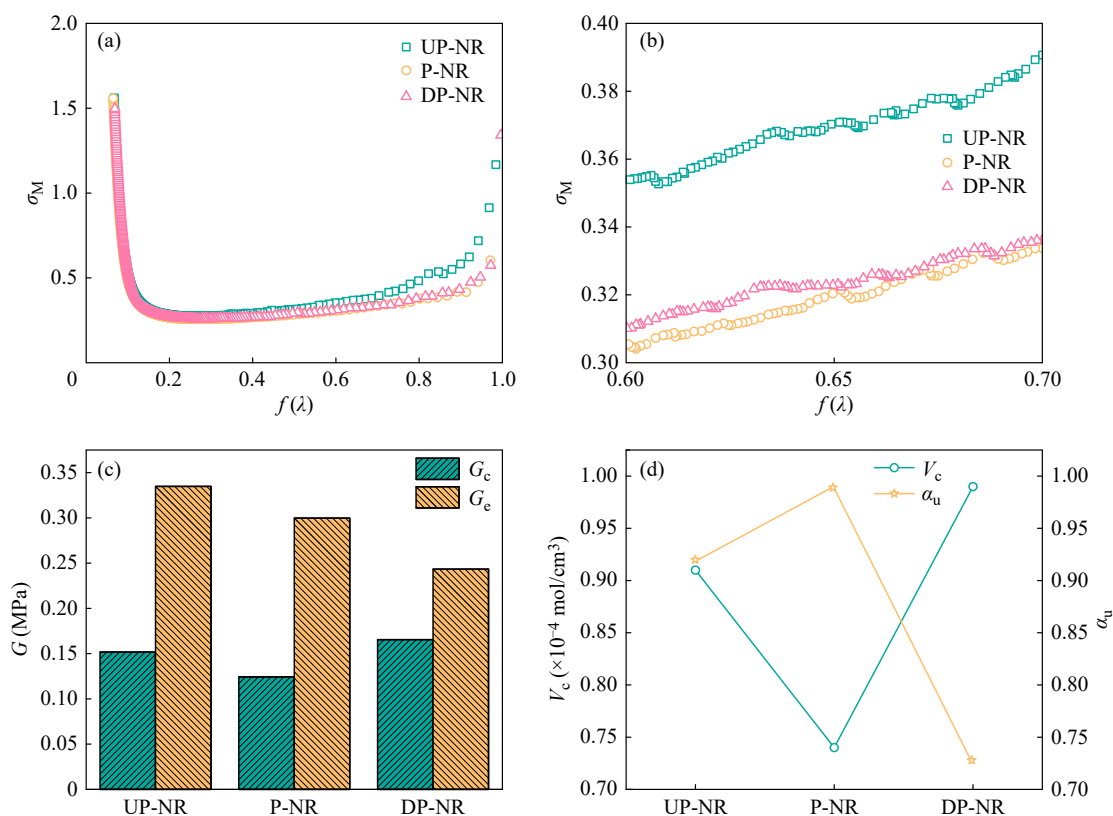 (a)
UP-NR
P-NR
DP-NR
2.0
1.5
1.0
0.5
0
σM
0.2 0.4 0.6 0.8 1.0
f (λ)
(b)
UP-NR
P-NR
DP-NR
0.40
0.38
0.36
0.34
0.32
0.30
σM
0.60 0.65 0.70
f (λ)
(c)
Gc
Ge
0.35
0.30
0.25
0.20
0.15
0.10
0.05
0
G (MPa)
UP-NR P-NR DP-NR
(d)
Vc
αu
1.00
0.95
0.90
0.85
0.80
0.75
0.70
Vc (×10⁻⁴ mol/cm³)
1.00
0.95
0.90
0.85
0.80
0.75
0.70
αu
UP-NR P-NR DP-NR